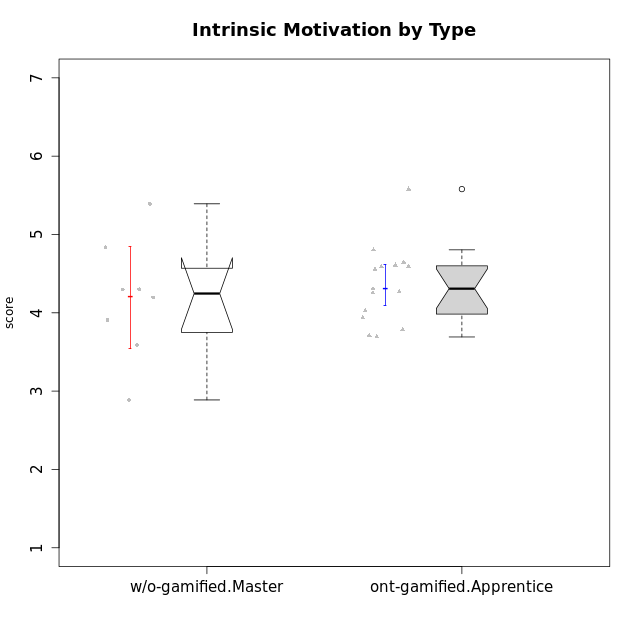 Intrinsic Motivation by Type
7
6
5
4
3
2
1
score
w/o-gamified.Master
ont-gamified.Apprentice